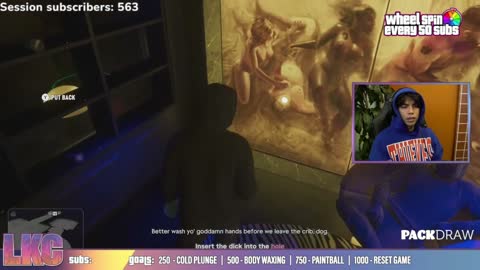 Session subscribers: 563
wheel spin
every 50 subs
Y PUT BACK
THIEVES
PACKDRAW
Better wash yo' goddamn hands before we leave the crib, dog.
Insert the dick into the hole
LKC subs: goals: 250 - COLD PLUNGE | 500 - BODY WAXING | 750 - PAINTBALL | 1000 - RESET GAME